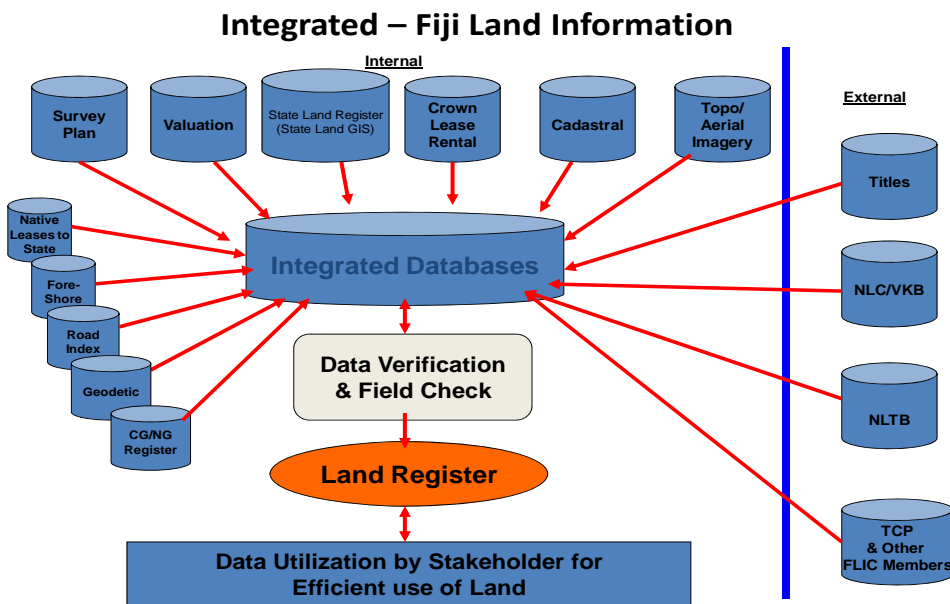 Integrated – Fiji Land Information
Internal
External
Survey
Plan
Valuation
State Land Register
(State Land GIS)
Crown
Lease
Rental
Cadastral
Topo/
Aerial
Imagery
Titles
Native
Leases to
State
Fore-
Shore
Road
Index
Geodetic
CG/NG
Register
Integrated Databases
NLC/VKB
NLTB
TCP
& Other
FLIC Members
Data Verification
& Field Check
Land Register
Data Utilization by Stakeholder for
Efficient use of Land